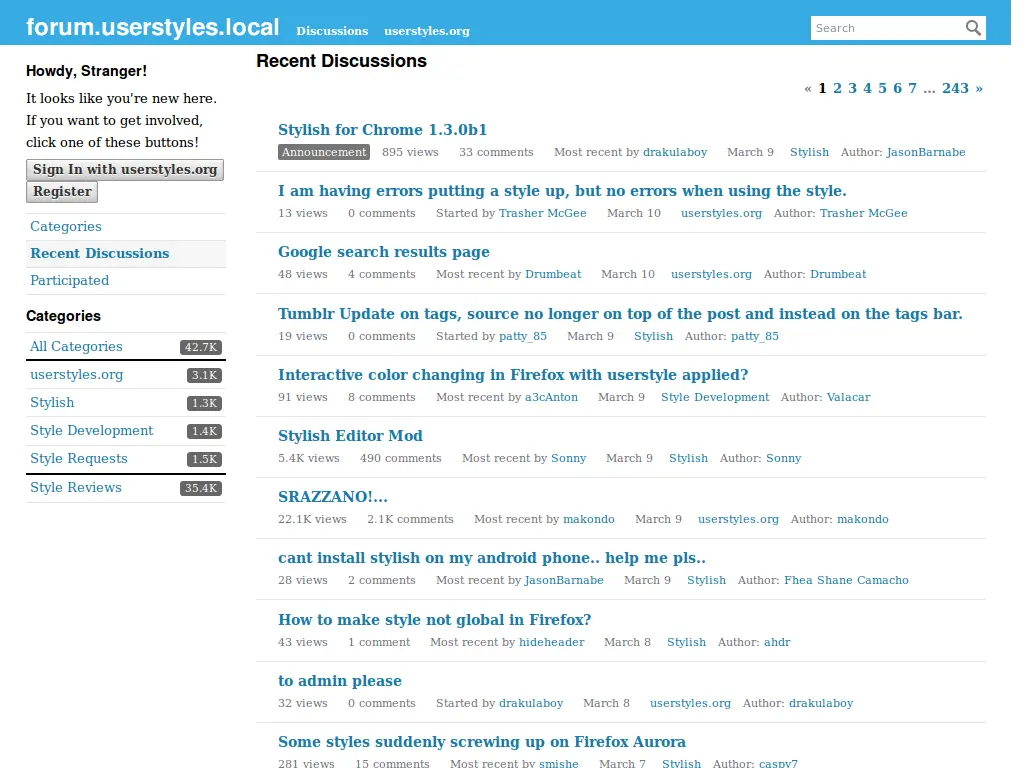 forum.userstyles.local Discussions userstyles.org Search
Howdy, Stranger!
It looks like you're new here.
If you want to get involved,
click one of these buttons!
Sign In with userstyles.org
Register
Categories
Recent Discussions
Participated
Categories
All Categories 42.7K
userstyles.org 3.1K
Stylish 1.3K
Style Development 1.4K
Style Requests 1.5K
Style Reviews 35.4K
Recent Discussions
« 1 2 3 4 5 6 7 … 243 »
Stylish for Chrome 1.3.0b1
Announcement 895 views 33 comments Most recent by drakulaboy March 9 Stylish Author: JasonBarnabe
I am having errors putting a style up, but no errors when using the style.
13 views 0 comments Started by Trasher McGee March 10 userstyles.org Author: Trasher McGee
Google search results page
48 views 4 comments Most recent by Drumbeat March 10 userstyles.org Author: Drumbeat
Tumblr Update on tags, source no longer on top of the post and instead on the tags bar.
19 views 0 comments Started by patty_85 March 9 Stylish Author: patty_85
Interactive color changing in Firefox with userstyle applied?
91 views 8 comments Most recent by a3cAnton March 9 Style Development Author: Valacar
Stylish Editor Mod
5.4K views 490 comments Most recent by Sonny March 9 Stylish Author: Sonny
SRAZZANO!...
22.1K views 2.1K comments Most recent by makondo March 9 userstyles.org Author: makondo
cant install stylish on my android phone.. help me pls..
28 views 2 comments Most recent by JasonBarnabe March 9 Stylish Author: Fhea Shane Camacho
How to make style not global in Firefox?
43 views 1 comment Most recent by hideheader March 8 Stylish Author: ahdr
to admin please
32 views 0 comments Started by drakulaboy March 8 userstyles.org Author: drakulaboy
Some styles suddenly screwing up on Firefox Aurora
281 views 15 comments Most recent by smishe March 7 Stylish Author: caspy7